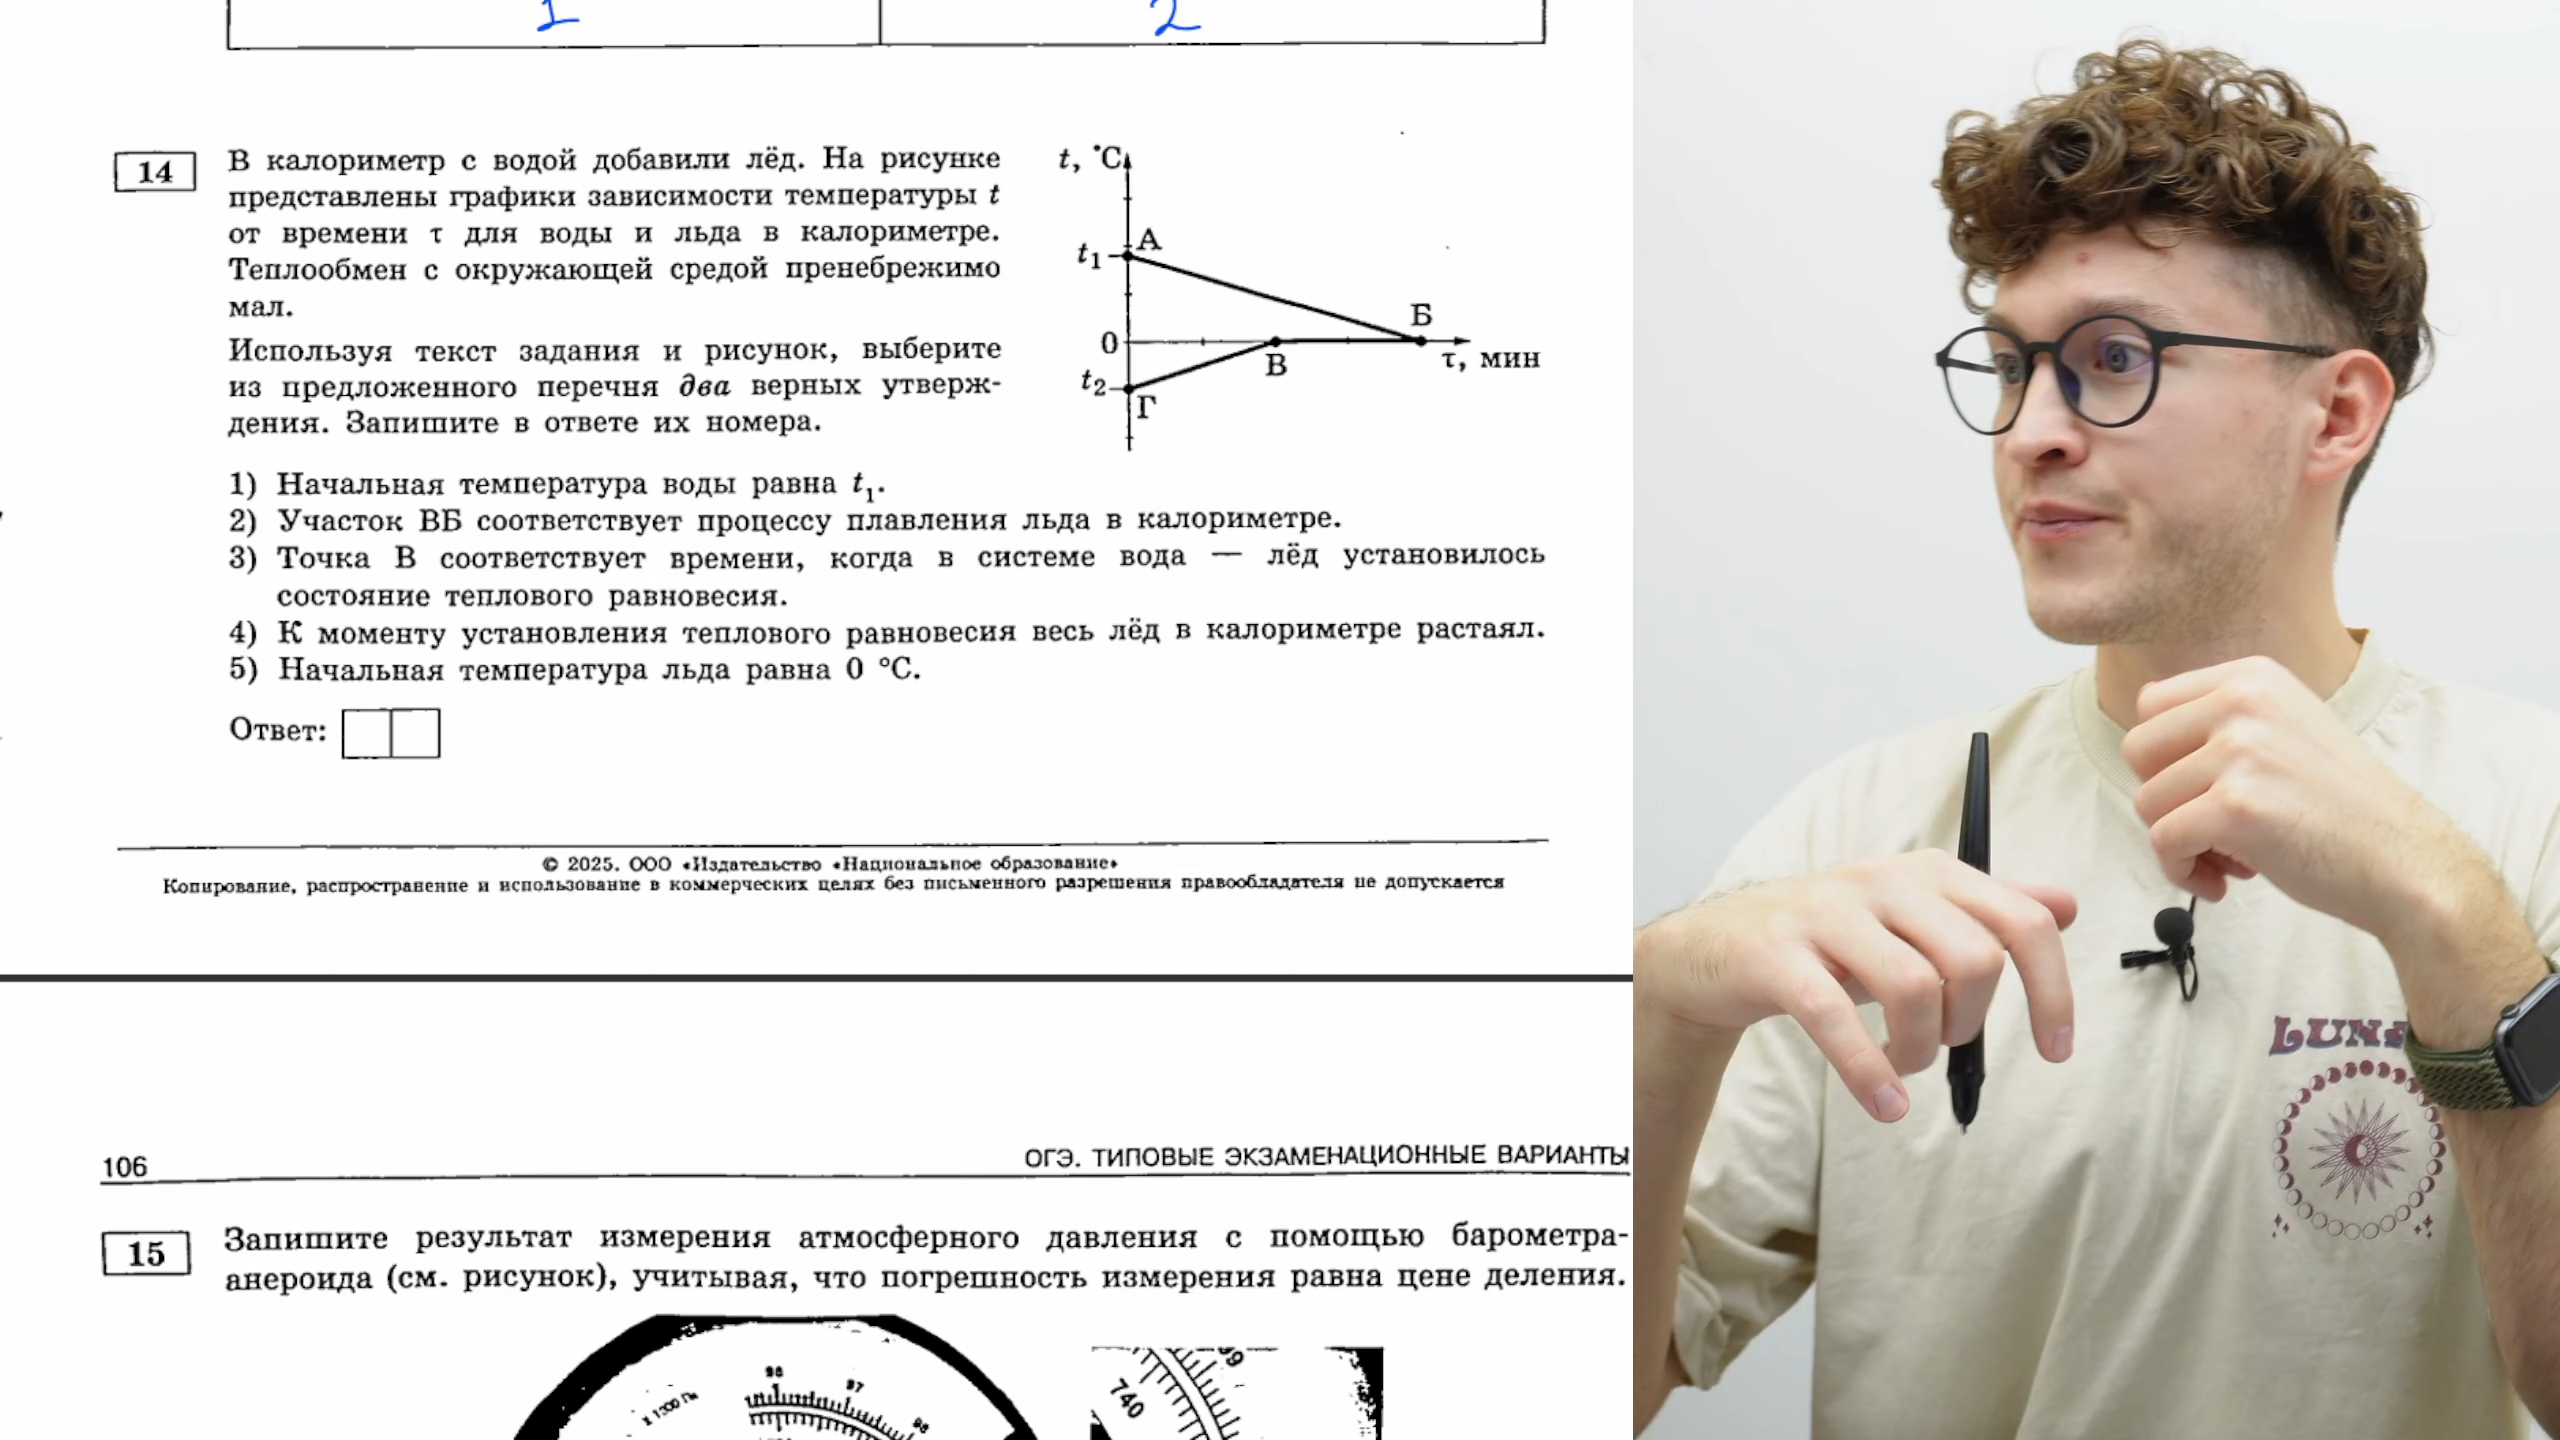 1
2
14
В калориметр с водой добавили лёд. На рисунке
представлены графики зависимости температуры t
от времени τ для воды и льда в калориметре.
Теплообмен с окружающей средой пренебрежимо
мал.
Используя текст задания и рисунок, выберите
из предложенного перечня два верных утверж-
дения. Запишите в ответе их номера.
t, °C
t₁
А
0
Б
В
τ, мин
t₂
Г
1) Начальная температура воды равна t₁.
2) Участок ВБ соответствует процессу плавления льда в калориметре.
3) Точка В соответствует времени, когда в системе вода — лёд установилось
состояние теплового равновесия.
4) К моменту установления теплового равновесия весь лёд в калориметре растаял.
5) Начальная температура льда равна 0 °С.
Ответ:
© 2025. ООО «Издательство «Национальное образование»
Копирование, распространение и использование в коммерческих целях без письменного разрешения правообладателя не допускается
106
ОГЭ. ТИПОВЫЕ ЭКЗАМЕНАЦИОННЫЕ ВАРИАНТЫ
15
Запишите результат измерения атмосферного давления с помощью барометра-
анероида (см. рисунок), учитывая, что погрешность измерения равна цене деления.
96
97
98
740
99